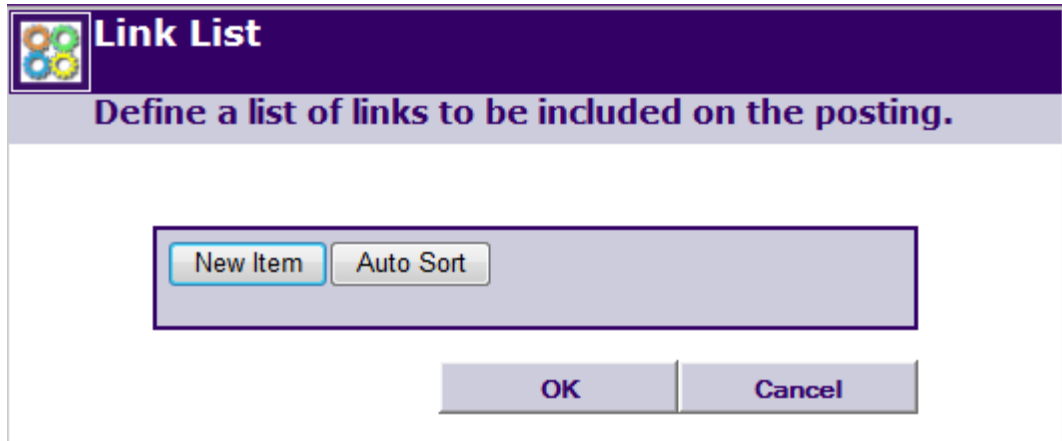 Link List
Define a list of links to be included on the posting.
New Item Auto Sort
OK Cancel